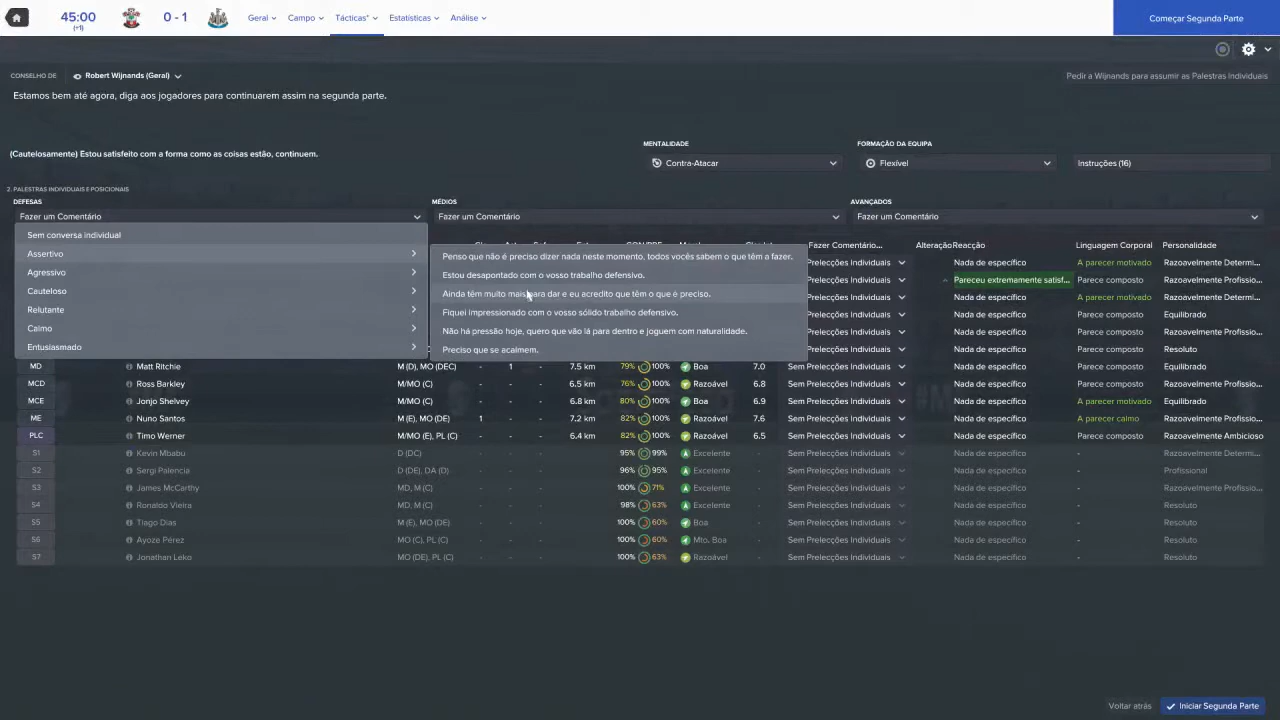 45:00 (+1) 0 - 1 Geral Campo Tácticas* Estatísticas Análise Começar Segunda Parte
CONSELHO DE Robert Wijnands (Geral) Pedir a Wijnands para assumir as Palestras Individuais
Estamos bem até agora, diga aos jogadores para continuarem assim na segunda parte.
MENTALIDADE FORMAÇÃO DA EQUIPA
(Cautelosamente) Estou satisfeito com a forma como as coisas estão, continuem.
Contra-Atacar Flexível Instruções (16)
2. PALESTRAS INDIVIDUAIS E POSICIONAIS
DEFESAS MÉDIOS AVANÇADOS
Fazer um Comentário Fazer um Comentário Fazer um Comentário
Sem conversa individual
Fazer Comentário... Alteração Reacção Linguagem Corporal Personalidade
Assertivo Penso que não é preciso dizer nada neste momento, todos vocês sabem o que têm a fazer.
Prelecções Individuais Nada de específico A parecer motivado Razoavelmente Determi...
Agressivo Estou desapontado com o vosso trabalho defensivo.
Prelecções Individuais Pareceu extremamente satisf... Parece composto Razoavelmente Profissio...
Cauteloso Ainda têm muito mais para dar e eu acredito que têm o que é preciso.
Prelecções Individuais Nada de específico A parecer motivado Razoavelmente Determi...
Relutante Fiquei impressionado com o vosso sólido trabalho defensivo.
Prelecções Individuais Nada de específico Parece composto Equilibrado
Calmo Não há pressão hoje, quero que vão lá para dentro e joguem com naturalidade.
Prelecções Individuais Nada de específico Parece composto Razoavelmente Profissio...
Entusiasmado Preciso que se acalmem.
Prelecções Individuais Nada de específico Parece composto Resoluto
MD Matt Ritchie M (D), MO (DEC) - 1 - 7.5 km 79% 100% Boa 7.0 Sem Prelecções Individuais Nada de específico Parece composto Equilibrado
MCD Ross Barkley M/MO (C) - - - 6.5 km 76% 100% Razoável 6.8 Sem Prelecções Individuais Nada de específico Parece composto Razoavelmente Profissio...
MCE Jonjo Shelvey M/MO (C) - - - 6.8 km 80% 100% Boa 6.9 Sem Prelecções Individuais Nada de específico A parecer motivado Equilibrado
ME Nuno Santos M (E), MO (DE) 1 - - 7.2 km 82% 100% Razoável 7.6 Sem Prelecções Individuais Nada de específico A parecer calmo Razoavelmente Profissio...
PLC Timo Werner M/MO (E), PL (C) - - - 6.4 km 82% 100% Razoável 6.5 Sem Prelecções Individuais Nada de específico Parece composto Razoavelmente Ambicioso
S1 Kevin Mbabu D (DC) - - - - 95% 99% Excelente - Sem Prelecções Individuais Nada de específico - Razoavelmente Determi...
S2 Sergi Palencia D (DE), DA (D) - - - - 96% 95% Excelente - Sem Prelecções Individuais Nada de específico - Profissional
S3 James McCarthy MD, M (C) - - - - 100% 71% Excelente - Sem Prelecções Individuais Nada de específico - Razoavelmente Profissio...
S4 Ronaldo Vieira MD, M (C) - - - - 98% 63% Excelente - Sem Prelecções Individuais Nada de específico - Resoluto
S5 Tiago Dias M (E), MO (DE) - - - - 100% 60% Boa - Sem Prelecções Individuais Nada de específico - Resoluto
S6 Ayoze Pérez MO (C), PL (C) - - - - 100% 60% Mto. Boa - Sem Prelecções Individuais Nada de específico - Resoluto
S7 Jonathan Leko MO (DE), PL (C) - - - - 100% 63% Razoável - Sem Prelecções Individuais Nada de específico - Resoluto
Voltar atrás Iniciar Segunda Parte